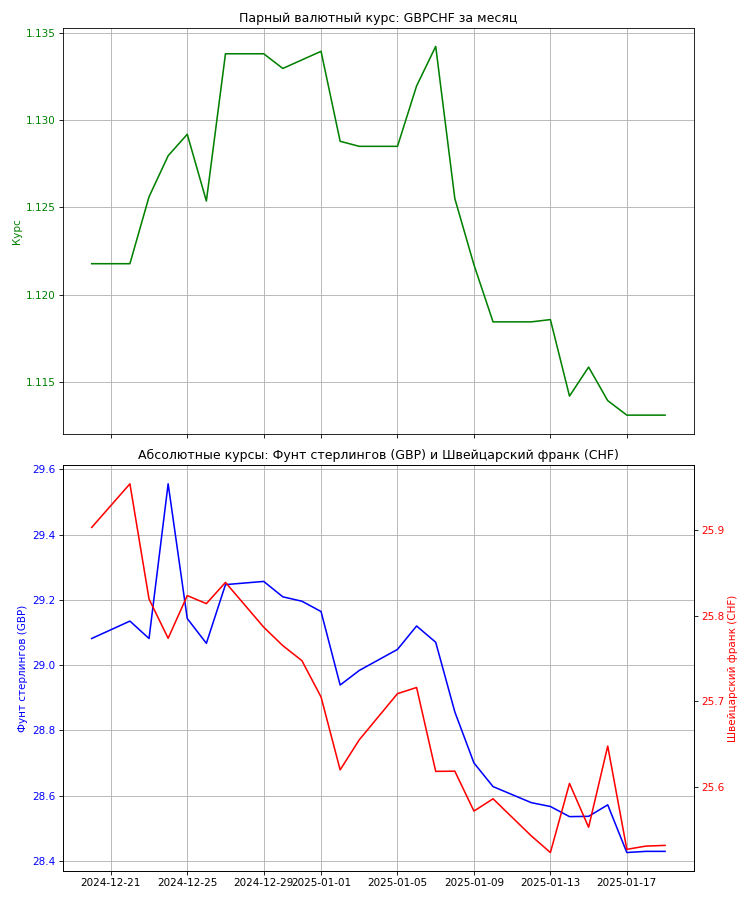 Парный валютный курс: GBPCHF за месяц
1.135
1.130
1.125
1.120
1.115
Курс
Абсолютные курсы: Фунт стерлингов (GBP) и Швейцарский франк (CHF)
29.6
29.4
29.2
29.0
28.8
28.6
28.4
Фунт стерлингов (GBP)
25.9
25.8
25.7
25.6
Швейцарский франк (CHF)
2024-12-21 2024-12-25 2024-12-29 2025-01-01 2025-01-05 2025-01-09 2025-01-13 2025-01-17